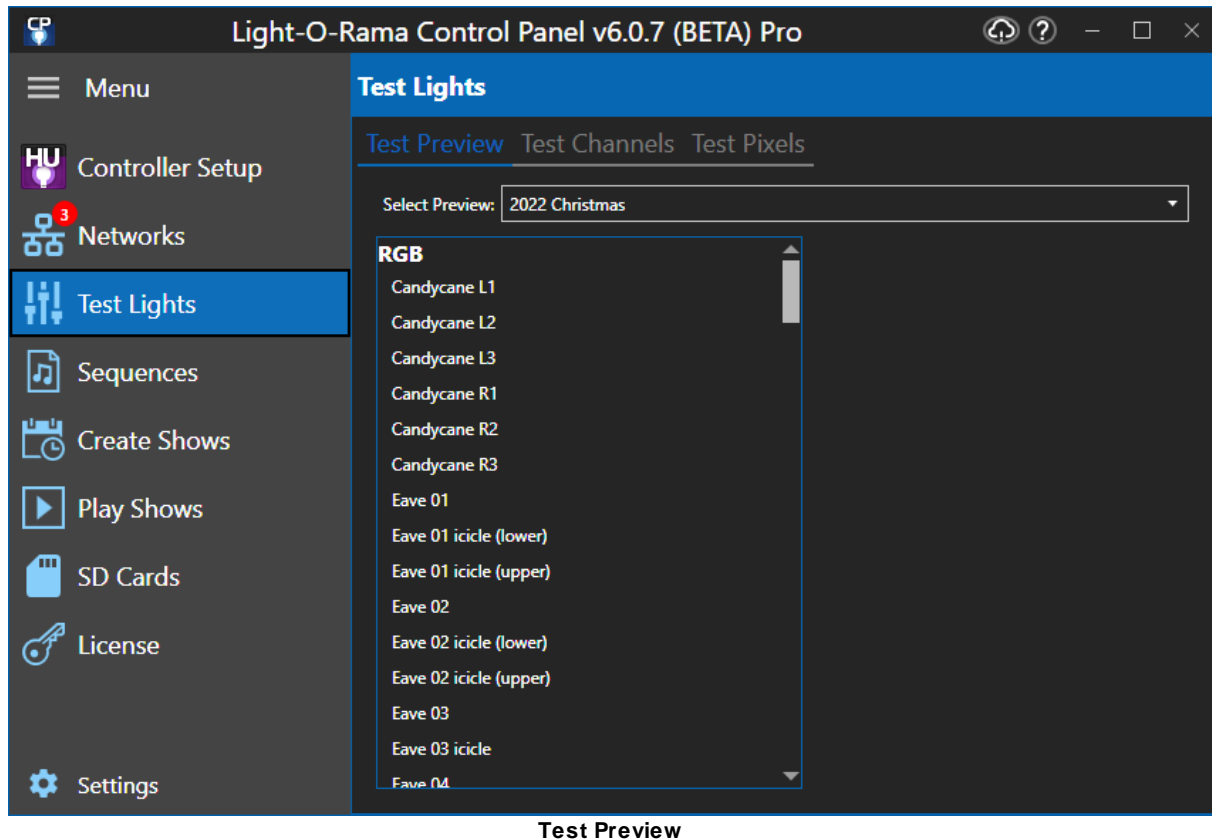 CP
Light-O-Rama Control Panel v6.0.7 (BETA) Pro
?
Menu
HU
Controller Setup
3
Networks
Test Lights
Sequences
Create Shows
Play Shows
SD Cards
License
Settings
Test Lights
Test Preview Test Channels Test Pixels
Select Preview: 2022 Christmas
RGB
Candycane L1
Candycane L2
Candycane L3
Candycane R1
Candycane R2
Candycane R3
Eave 01
Eave 01 icicle (lower)
Eave 01 icicle (upper)
Eave 02
Eave 02 icicle (lower)
Eave 02 icicle (upper)
Eave 03
Eave 03 icicle
Eave 04
Test Preview